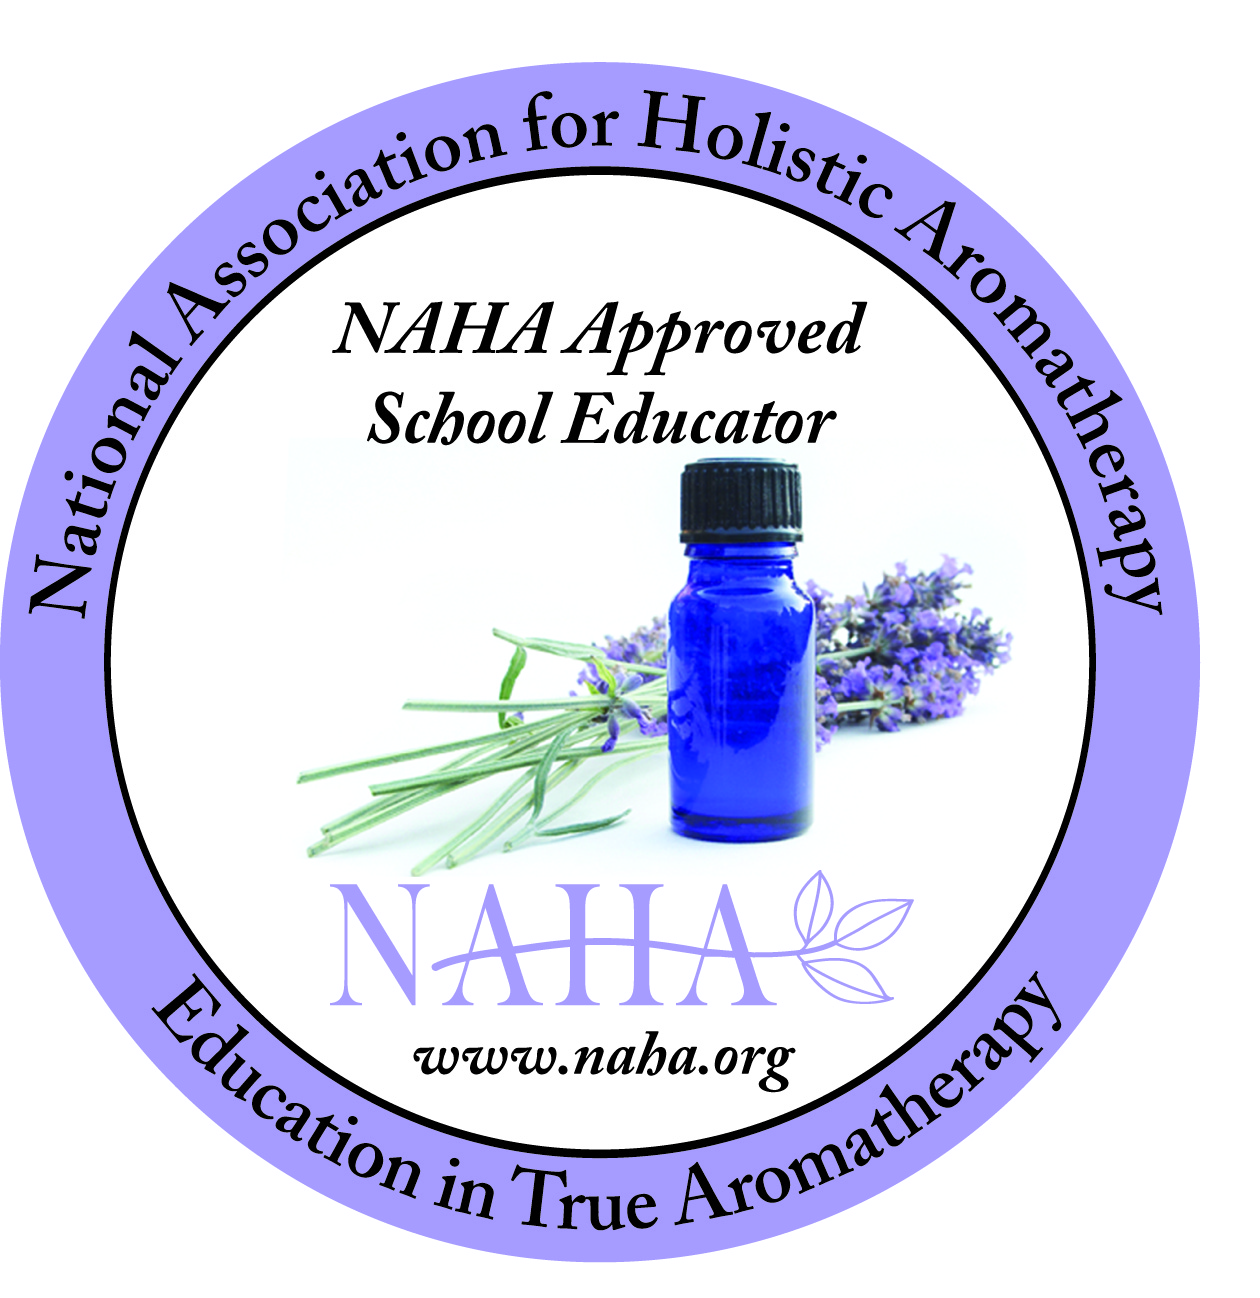 National Association for Holistic Aromatherapy
NAHA Approved
School Educator
NAHA
www.naha.org
Education in True Aromatherapy